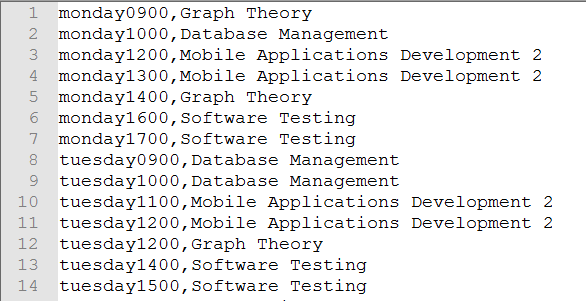 1 monday0900,Graph Theory
2 monday1000,Database Management
3 monday1200,Mobile Applications Development 2
4 monday1300,Mobile Applications Development 2
5 monday1400,Graph Theory
6 monday1600,Software Testing
7 monday1700,Software Testing
8 tuesday0900,Database Management
9 tuesday1000,Database Management
10 tuesday1100,Mobile Applications Development 2
11 tuesday1200,Mobile Applications Development 2
12 tuesday1200,Graph Theory
13 tuesday1400,Software Testing
14 tuesday1500,Software Testing